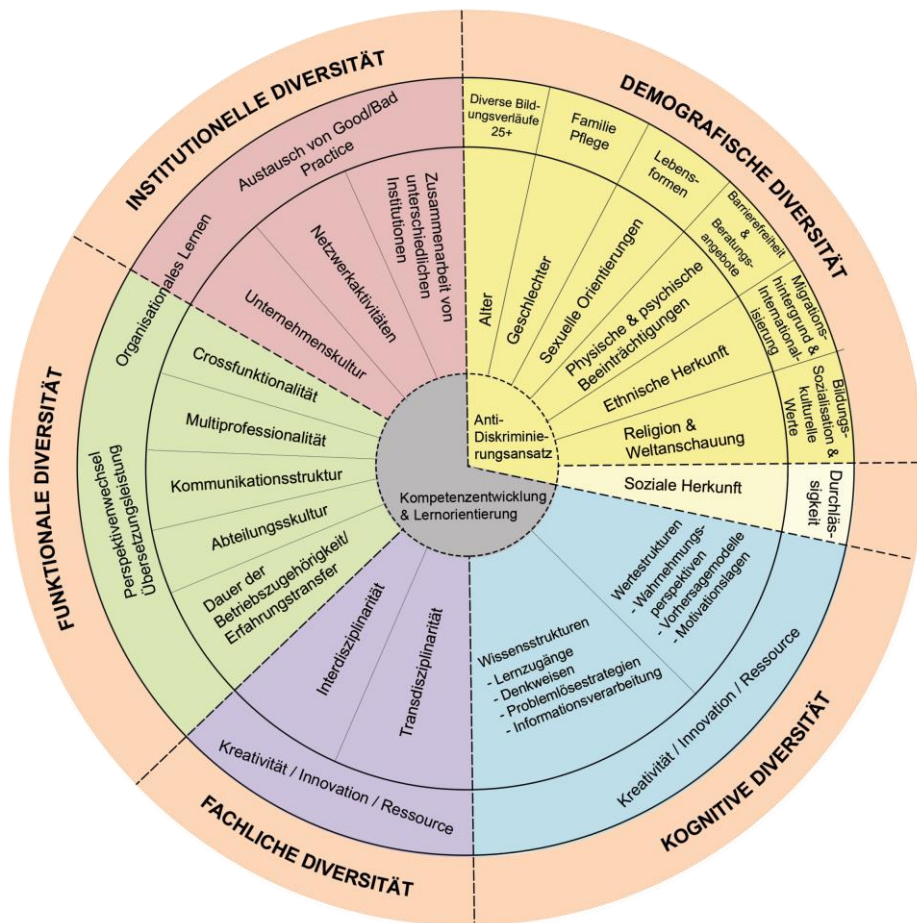 INSTITUTIONELLE DIVERSITÄT
DEMOGRAFISCHE DIVERSITÄT
FUNKTIONALE DIVERSITÄT
FACHLICHE DIVERSITÄT
KOGNITIVE DIVERSITÄT
Organisationales Lernen
Austausch von Good/Bad
Practice
Unternehmenskultur
Netzwerkaktivitäten
Zusammenarbeit von
unterschiedlichen
Institutionen
Diverse Bild-
ungsverläufe
25+
Familie
Pflege
Lebens-
formen
Barrierefreiheit
&
Beratungs-
angebote
Migrations-
hintergrund &
International-
isierung
Bildungs-
Sozialisation &
kulturelle
Werte
Durchläs-
sigkeit
Alter
Geschlechter
Sexuelle Orientierungen
Physische & psychische
Beeinträchtigungen
Ethnische Herkunft
Religion &
Weltanschauung
Soziale Herkunft
Anti-
Diskriminie-
rungsansatz
Kompetenzentwicklung
& Lernorientierung
Crossfunktionalität
Multiprofessionalität
Kommunikationsstruktur
Abteilungsskultur
Dauer der
Betriebszugehörigkeit/
Erfahrungstransfer
Perspektivenwechsel
Übersetzungsleistung
Interdisziplinarität
Transdisziplinarität
Kreativität / Innovation / Ressource
Wissensstrukturen
- Lernzugänge
- Denkweisen
- Problemlösestrategien
- Informationsverarbeitung
Wertestrukturen
- Wahrnehmungs-
perspektiven
- Vorhersagemodelle
- Motivationslagen
Kreativität / Innovation / Ressource